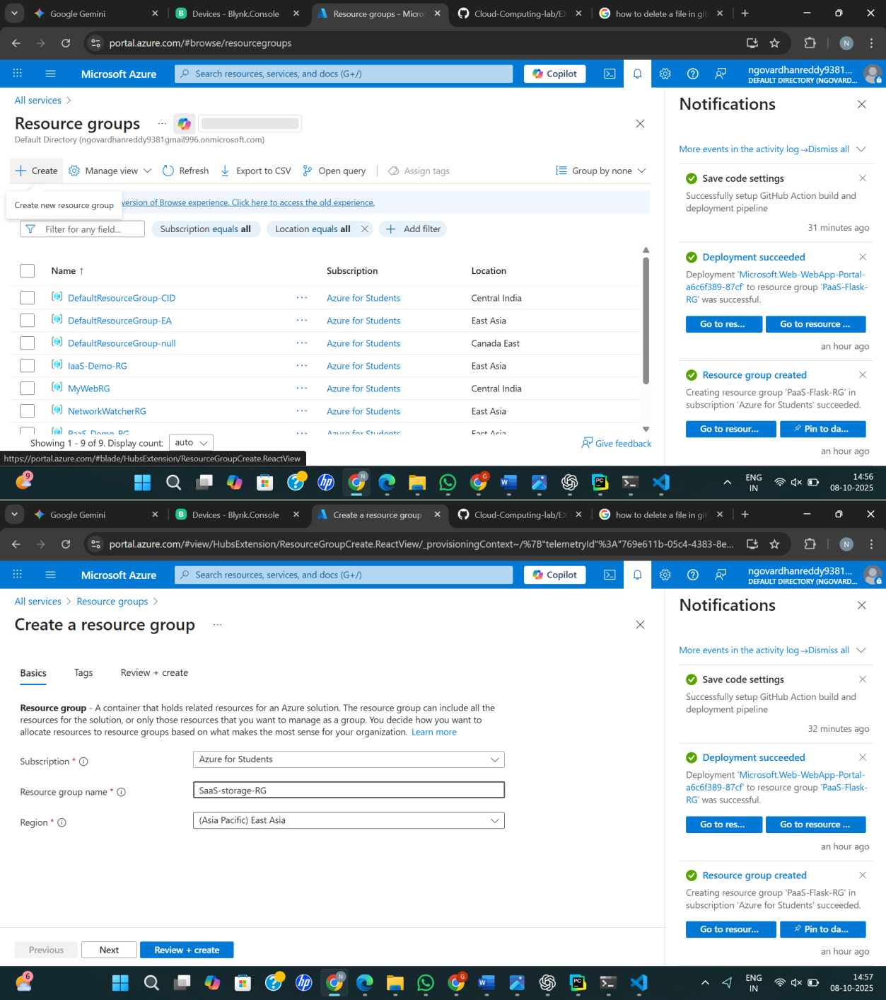 Google Gemini
Devices - Blynk.Console
Resource groups - Micros
Cloud-Computing-lab/EX
how to delete a file in git
portal.azure.com/#browse/resourcegroups
N
Microsoft Azure
Search resources, services, and docs (G+/)
Copilot
ngovardhanreddy9381...
DEFAULT DIRECTORY (NGOVARD...
All services >
Resource groups ...
Default Directory (ngovardhanreddy9381gmail996.onmicrosoft.com)
+ Create
Manage view
Refresh
Export to CSV
Open query
Assign tags
Group by none
Create new resource group
version of Browse experience. Click here to access the old experience.
Filter for any field...
Subscription equals all
Location equals all
Add filter
Name ↑ Subscription Location
DefaultResourceGroup-CID ... Azure for Students Central India
DefaultResourceGroup-EA ... Azure for Students East Asia
DefaultResourceGroup-null ... Azure for Students Canada East
IaaS-Demo-RG ... Azure for Students East Asia
MyWebRG ... Azure for Students Central India
NetworkWatcherRG ... Azure for Students East Asia
PaaS-Demo-RG ... Azure for Students East Asia
Showing 1 - 9 of 9. Display count: auto
Give feedback
https://portal.azure.com/#blade/HubsExtension/ResourceGroupCreate.ReactView
Notifications
More events in the activity log → Dismiss all
Save code settings
Successfully setup GitHub Action build and
deployment pipeline
31 minutes ago
Deployment succeeded
Deployment 'Microsoft.Web-WebApp-Portal-
a6c6f389-87cf' to resource group 'PaaS-Flask-
RG' was successful.
Go to res...
Go to resource ...
an hour ago
Resource group created
Creating resource group 'PaaS-Flask-RG' in
subscription 'Azure for Students' succeeded.
Go to resour...
Pin to da...
an hour ago
9
hp
N
G
W
PC
ENG
IN
14:56
08-10-2025
Google Gemini
Devices - Blynk.Console
Create a resource group
Cloud-Computing-lab/EX
how to delete a file in git
portal.azure.com/#view/HubsExtension/ResourceGroupCreate.ReactView/_provisioningContext~/%7B"telemetryId"%3A"769e611b-05c4-4383-8e...
N
Microsoft Azure
Search resources, services, and docs (G+/)
Copilot
ngovardhanreddy9381...
DEFAULT DIRECTORY (NGOVARD...
All services > Resource groups >
Create a resource group ...
Basics
Tags
Review + create
Resource group - A container that holds related resources for an Azure solution. The resource group can include all the
resources for the solution, or only those resources that you want to manage as a group. You decide how you want to
allocate resources to resource groups based on what makes the most sense for your organization. Learn more
Subscription * Azure for Students
Resource group name * SaaS-storage-RG
Region * (Asia Pacific) East Asia
Previous
Next
Review + create
Notifications
More events in the activity log → Dismiss all
Save code settings
Successfully setup GitHub Action build and
deployment pipeline
32 minutes ago
Deployment succeeded
Deployment 'Microsoft.Web-WebApp-Portal-
a6c6f389-87cf' to resource group 'PaaS-Flask-
RG' was successful.
Go to res...
Go to resource ...
an hour ago
Resource group created
Creating resource group 'PaaS-Flask-RG' in
subscription 'Azure for Students' succeeded.
Go to resour...
Pin to da...
an hour ago
6
hp
N
G
W
PC
ENG
IN
14:57
08-10-2025